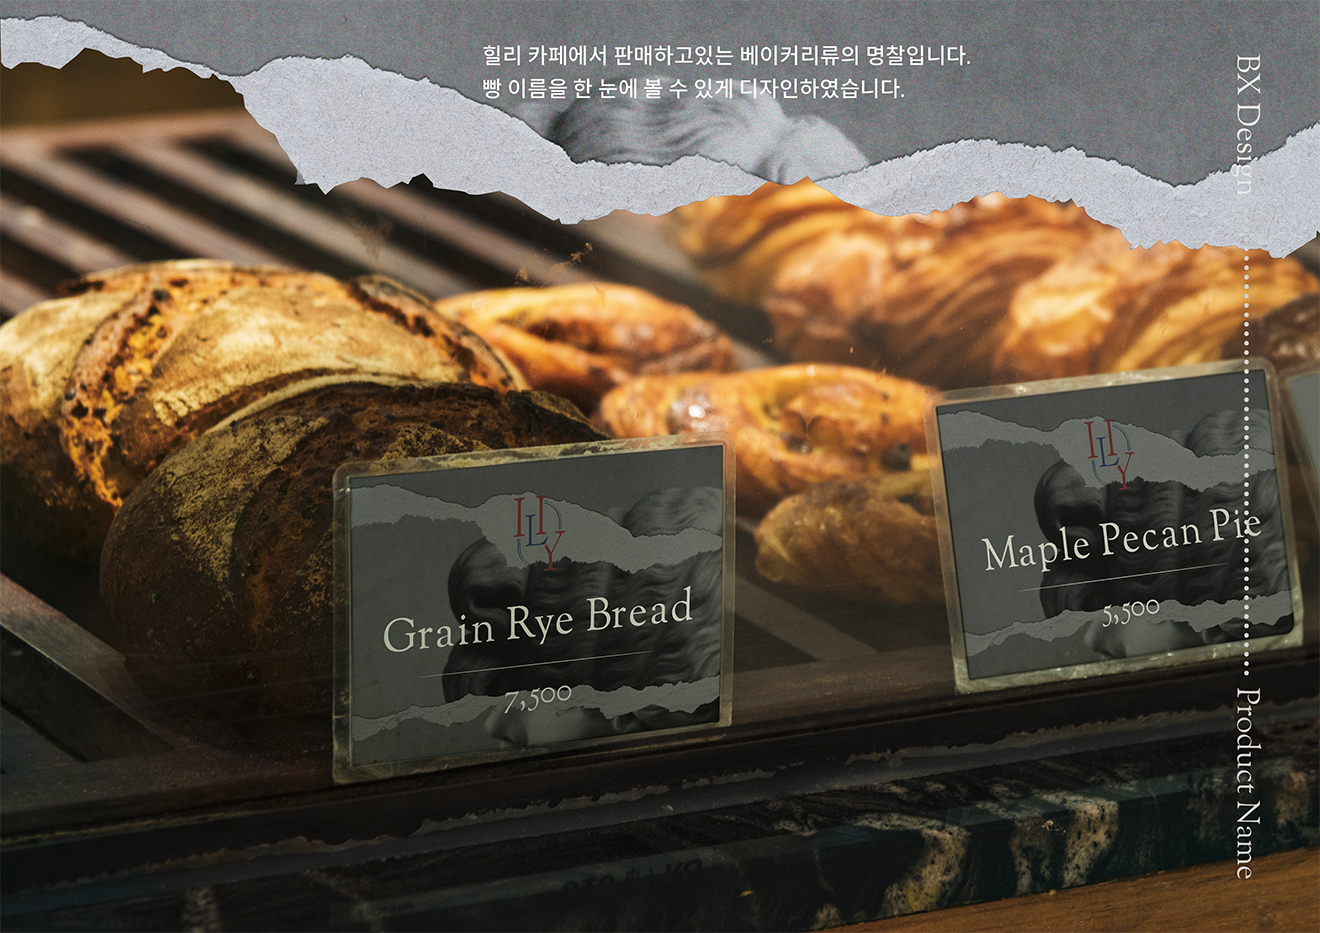 힐리 카페에서 판매하고있는 베이커리류의 명찰입니다.
빵 이름을 한 눈에 볼 수 있게 디자인하였습니다.
BX Design
Product Name
Grain Rye Bread
7,500
Maple Pecan Pie
5,500